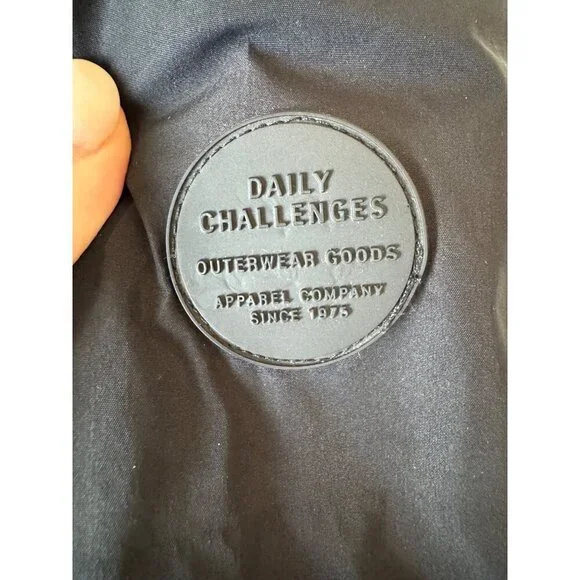 DAILY
CHALLENGES
OUTERWEAR GOODS
APPAREL COMPANY
SINCE 1975